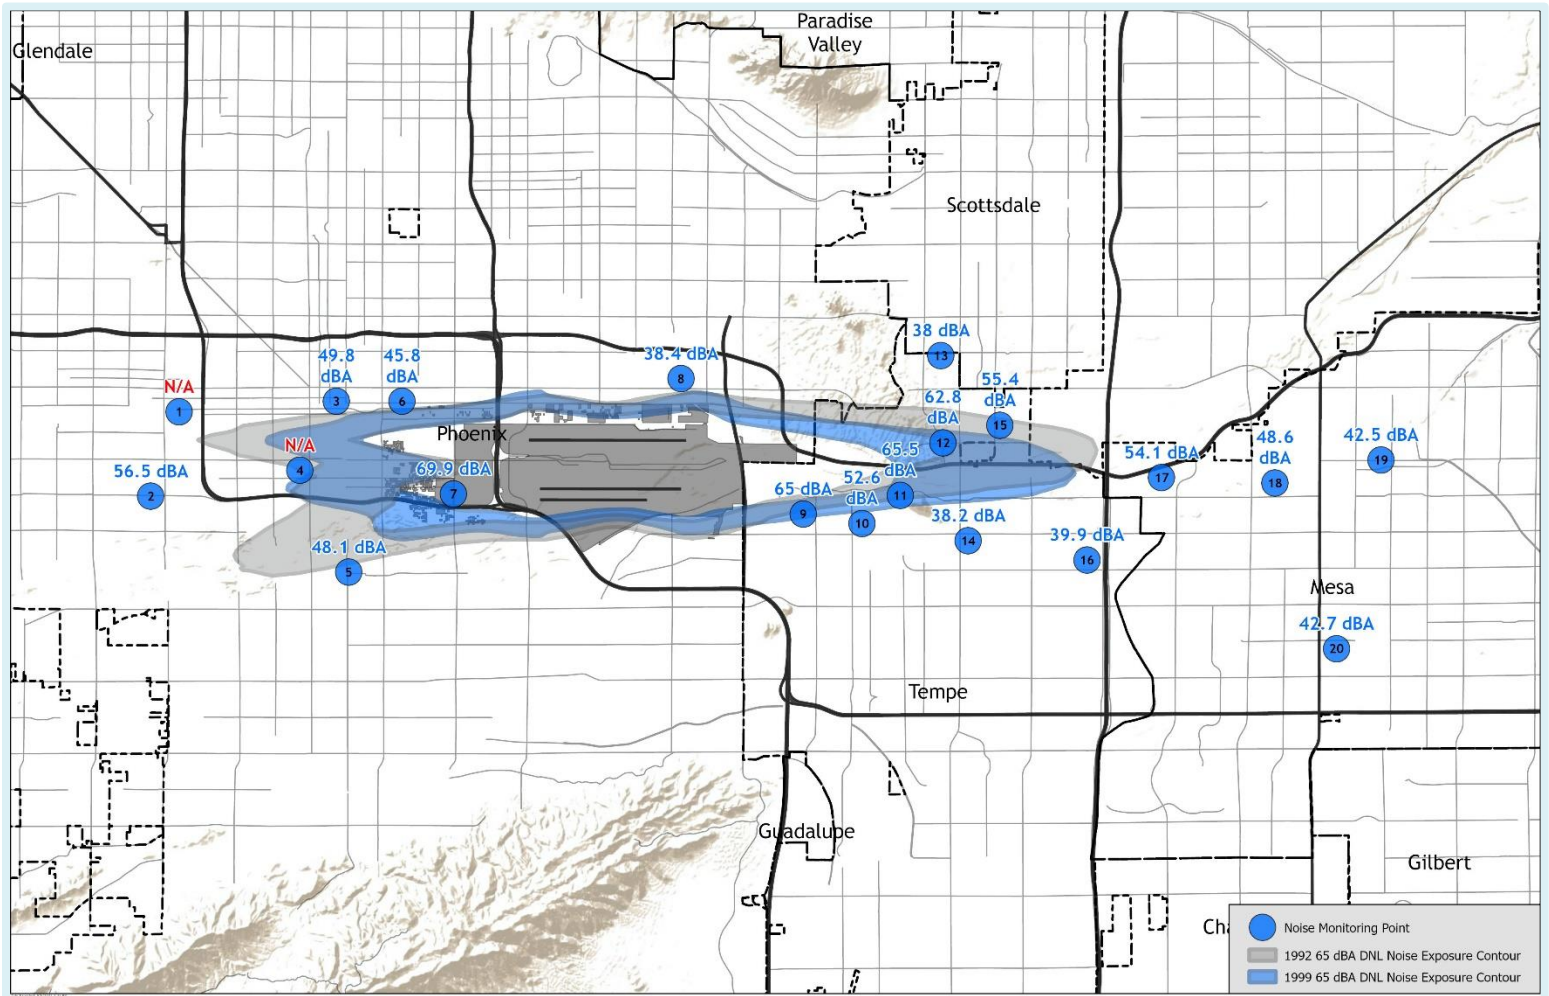 Paradise
Valley
Glendale
Scottsdale
38 dBA
13
49.8
dBA
3
45.8
dBA
6
38.4 dBA
8
N/A
1
55.4
dBA
15
62.8
dBA
12
Phoenix
N/A
4
69.9 dBA
7
56.5 dBA
2
65.5
dBA
11
52.6
dBA
10
65 dBA
9
54.1 dBA
17
48.6
dBA
18
42.5 dBA
19
38.2 dBA
14
39.9 dBA
16
48.1 dBA
5
Mesa
42.7 dBA
20
Tempe
Guadalupe
Gilbert
Cha
Noise Monitoring Point
1992 65 dBA DNL Noise Exposure Contour
1999 65 dBA DNL Noise Exposure Contour